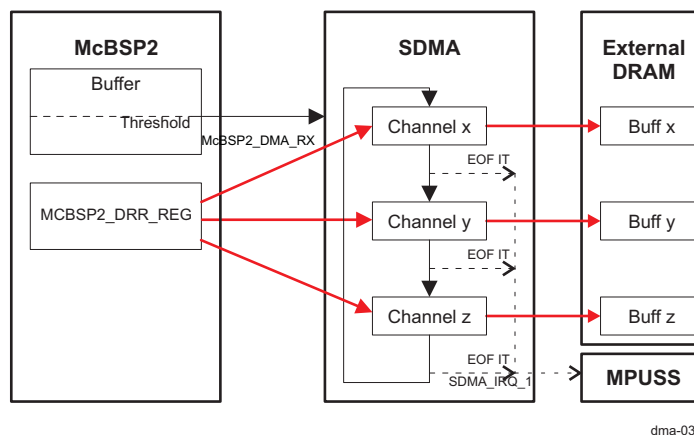 McBSP2
Buffer
Threshold
McBSP2_DMA_RX
MCBSP2_DRR_REG
SDMA
Channel x
EOF IT
Channel y
EOF IT
Channel z
EOF IT
SDMA_IRQ_1
External
DRAM
Buff x
Buff y
Buff z
MPUSS
dma-03